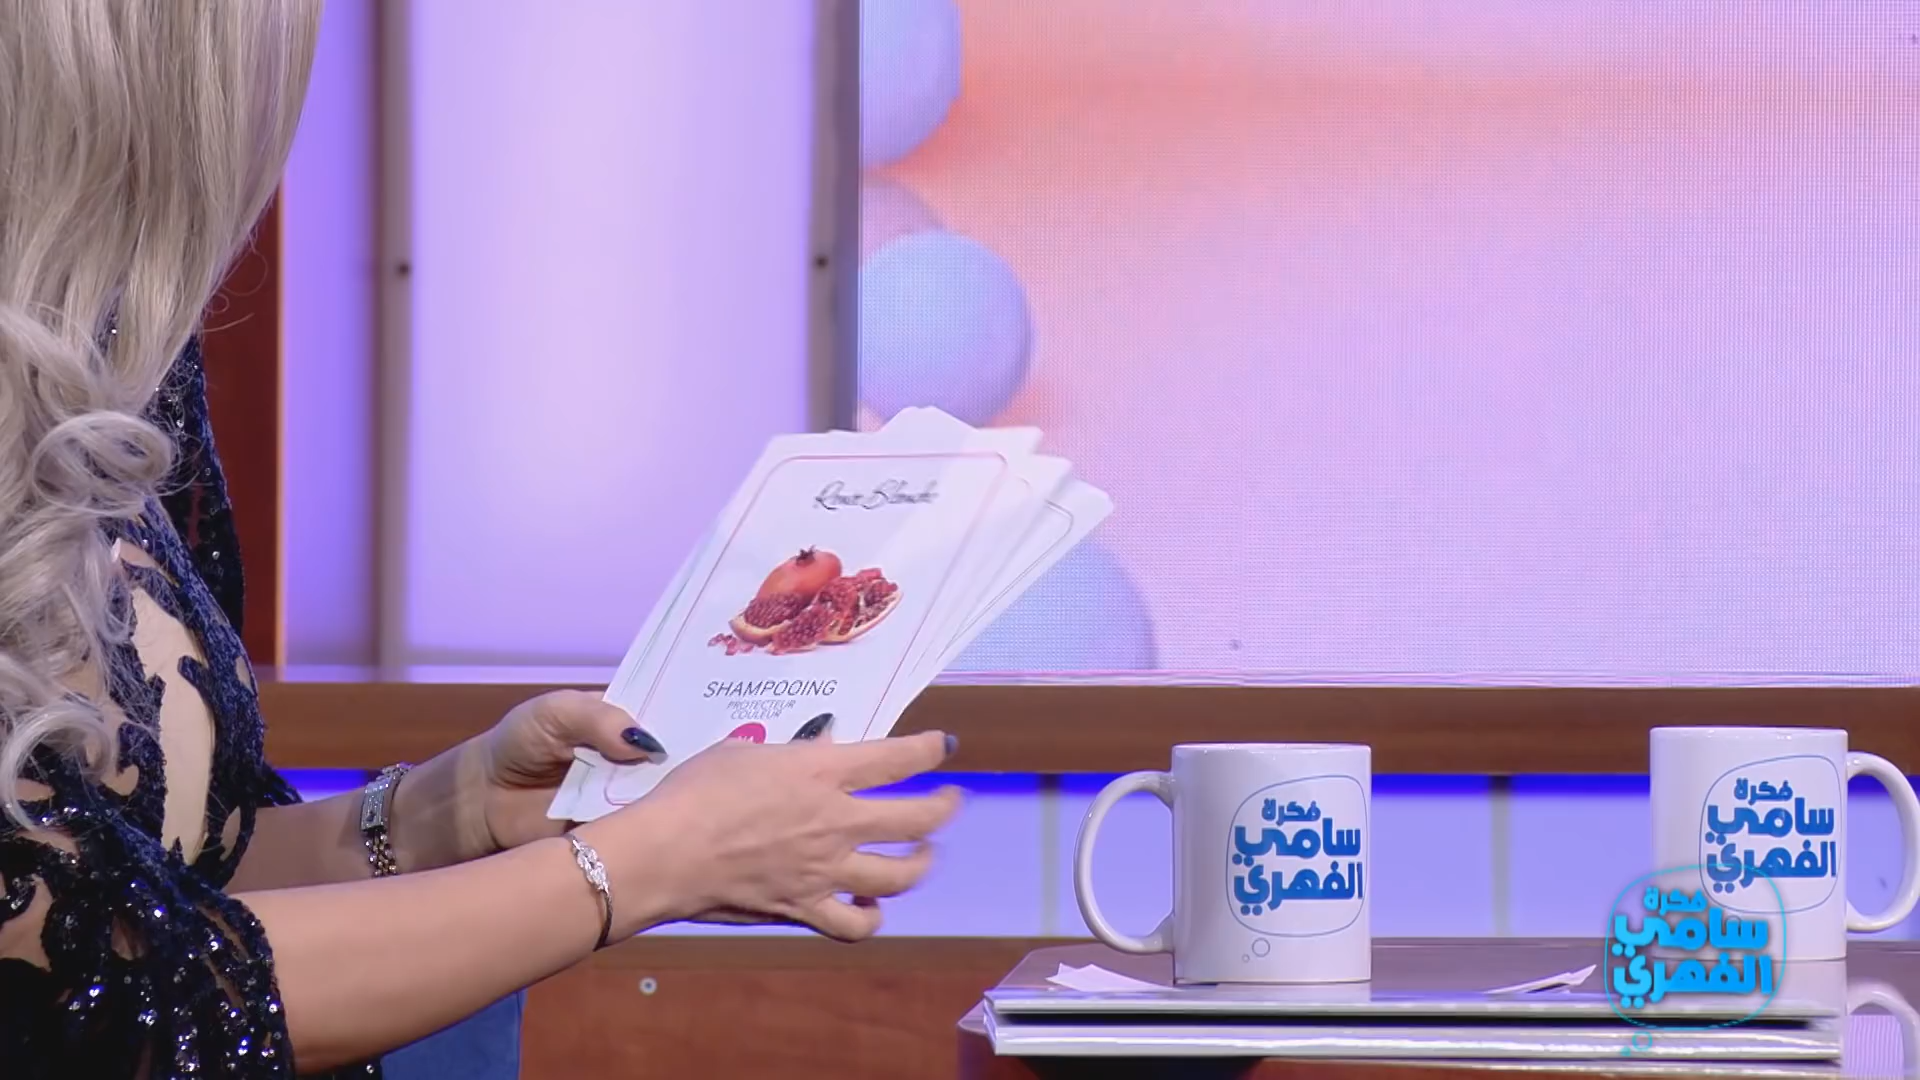 SHAMPOOING
PROTECTEUR
COULEUR
فكرة
سامي
الفهري
فكرة
سامي
الفهري
فكرة
سامي
الفهري